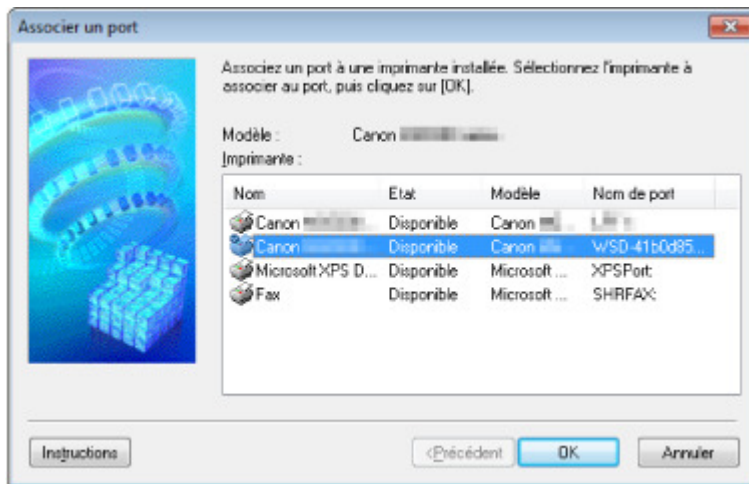 Associer un port
Associez un port à une imprimante installée. Sélectionnez l'imprimante à
associer au port, puis cliquez sur [OK].
Modèle : Canon
Imprimante :
Nom Etat Modèle Nom de port
Canon Disponible Canon
Canon Disponible Canon WSD-41b0d85...
Microsoft XPS D... Disponible Microsoft ... XPSPort:
Fax Disponible Microsoft ... SHRFAX:
Instructions <Précédent OK Annuler